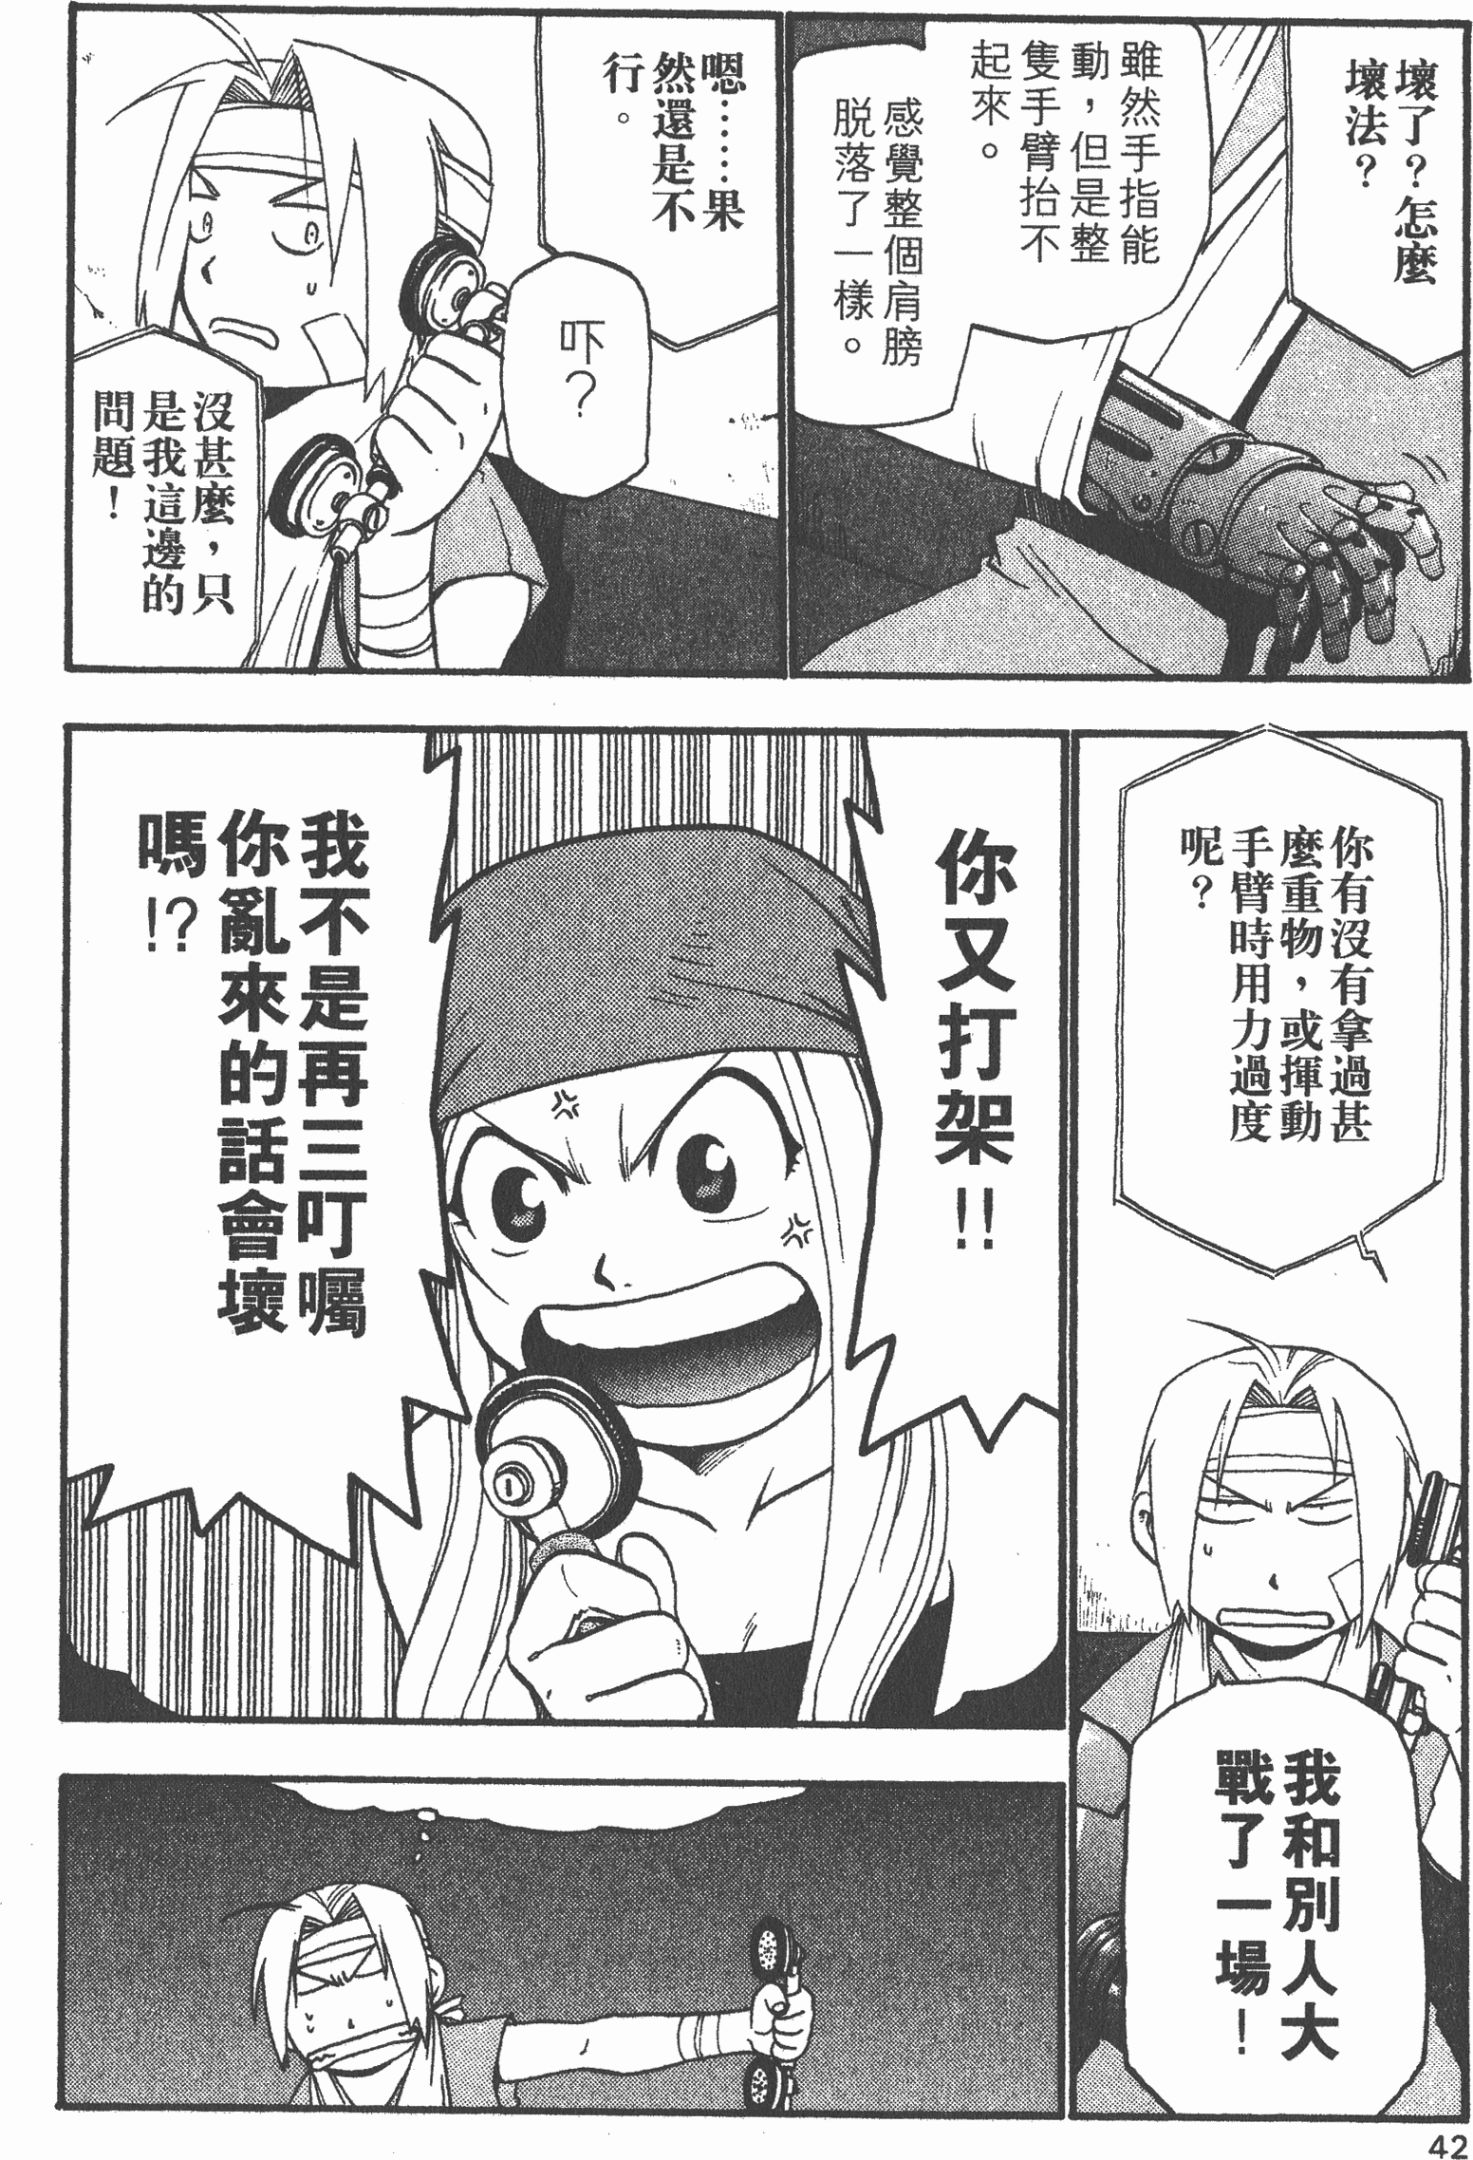 壞了？怎麼
壞法？
雖然手指能
動，但是整
隻手臂抬不
起來。
感覺整個肩膀
脫落了一樣。
嗯……果
然還是不
行。
吓？
沒甚麼，只
是我這邊的
問題！
你有沒有拿過甚
麼重物，或揮動
手臂時用力過度
呢？
我和別人大
戰了一場！
你又打架!!
我不是再三叮囑
你亂來的話會壞
嗎!?
42